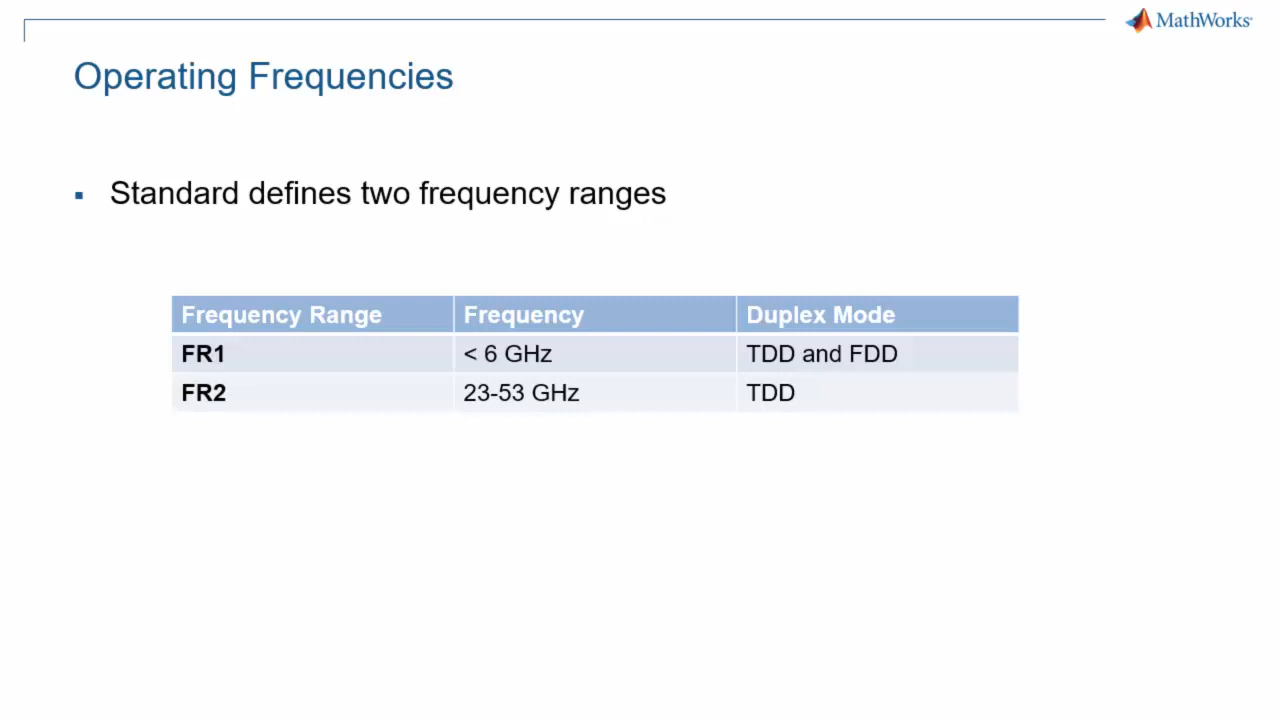 MathWorks
Operating Frequencies
▪ Standard defines two frequency ranges
Frequency Range Frequency Duplex Mode
FR1 < 6 GHz TDD and FDD
FR2 23-53 GHz TDD